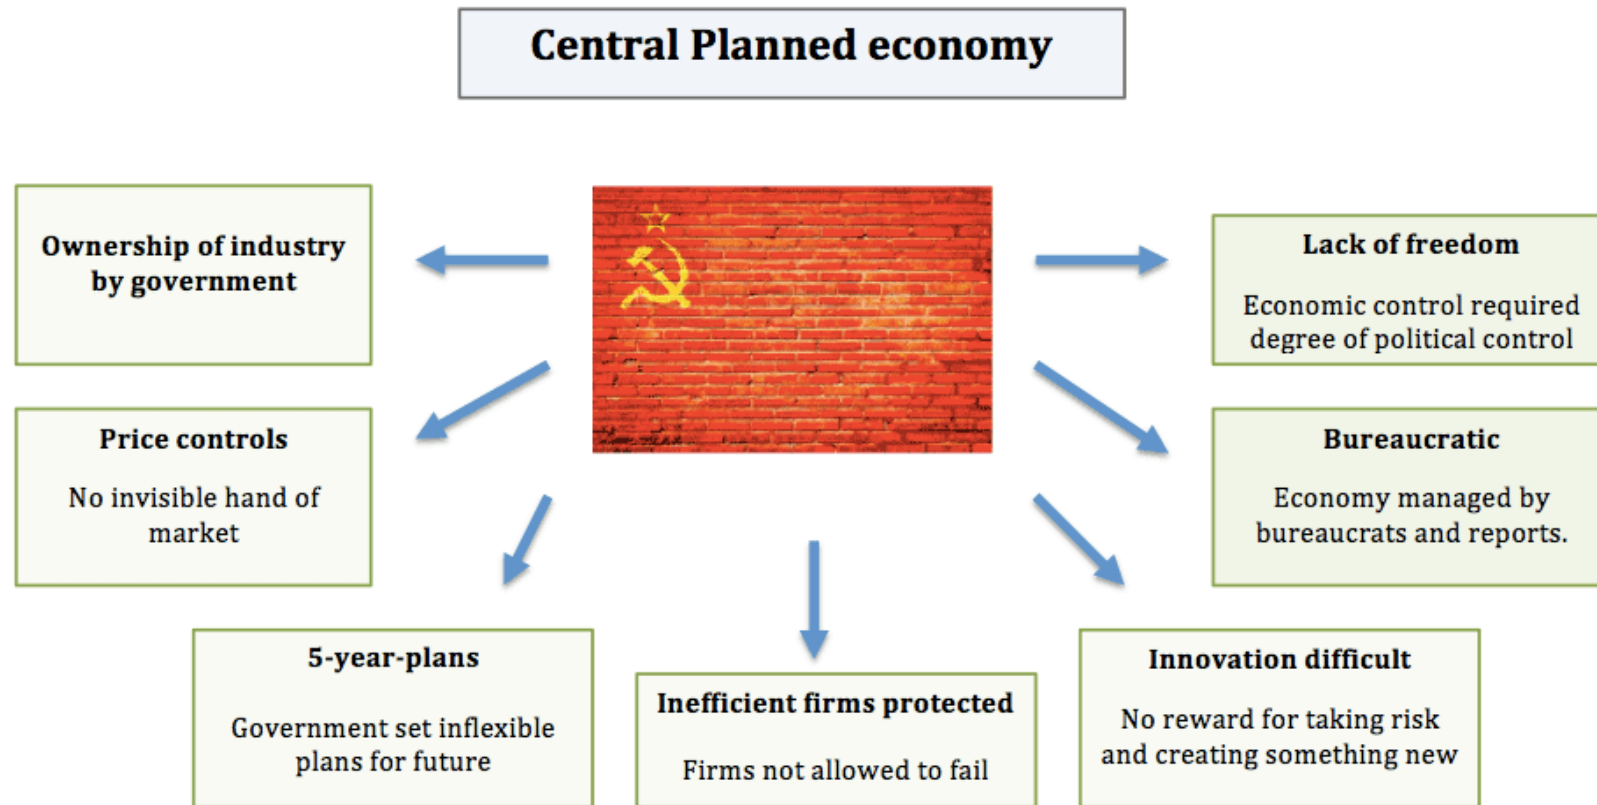 Central Planned economy
Ownership of industry
by government
Lack of freedom
Economic control required
degree of political control
Price controls
No invisible hand of
market
Bureaucratic
Economy managed by
bureaucrats and reports.
5-year-plans
Government set inflexible
plans for future
Inefficient firms protected
Firms not allowed to fail
Innovation difficult
No reward for taking risk
and creating something new